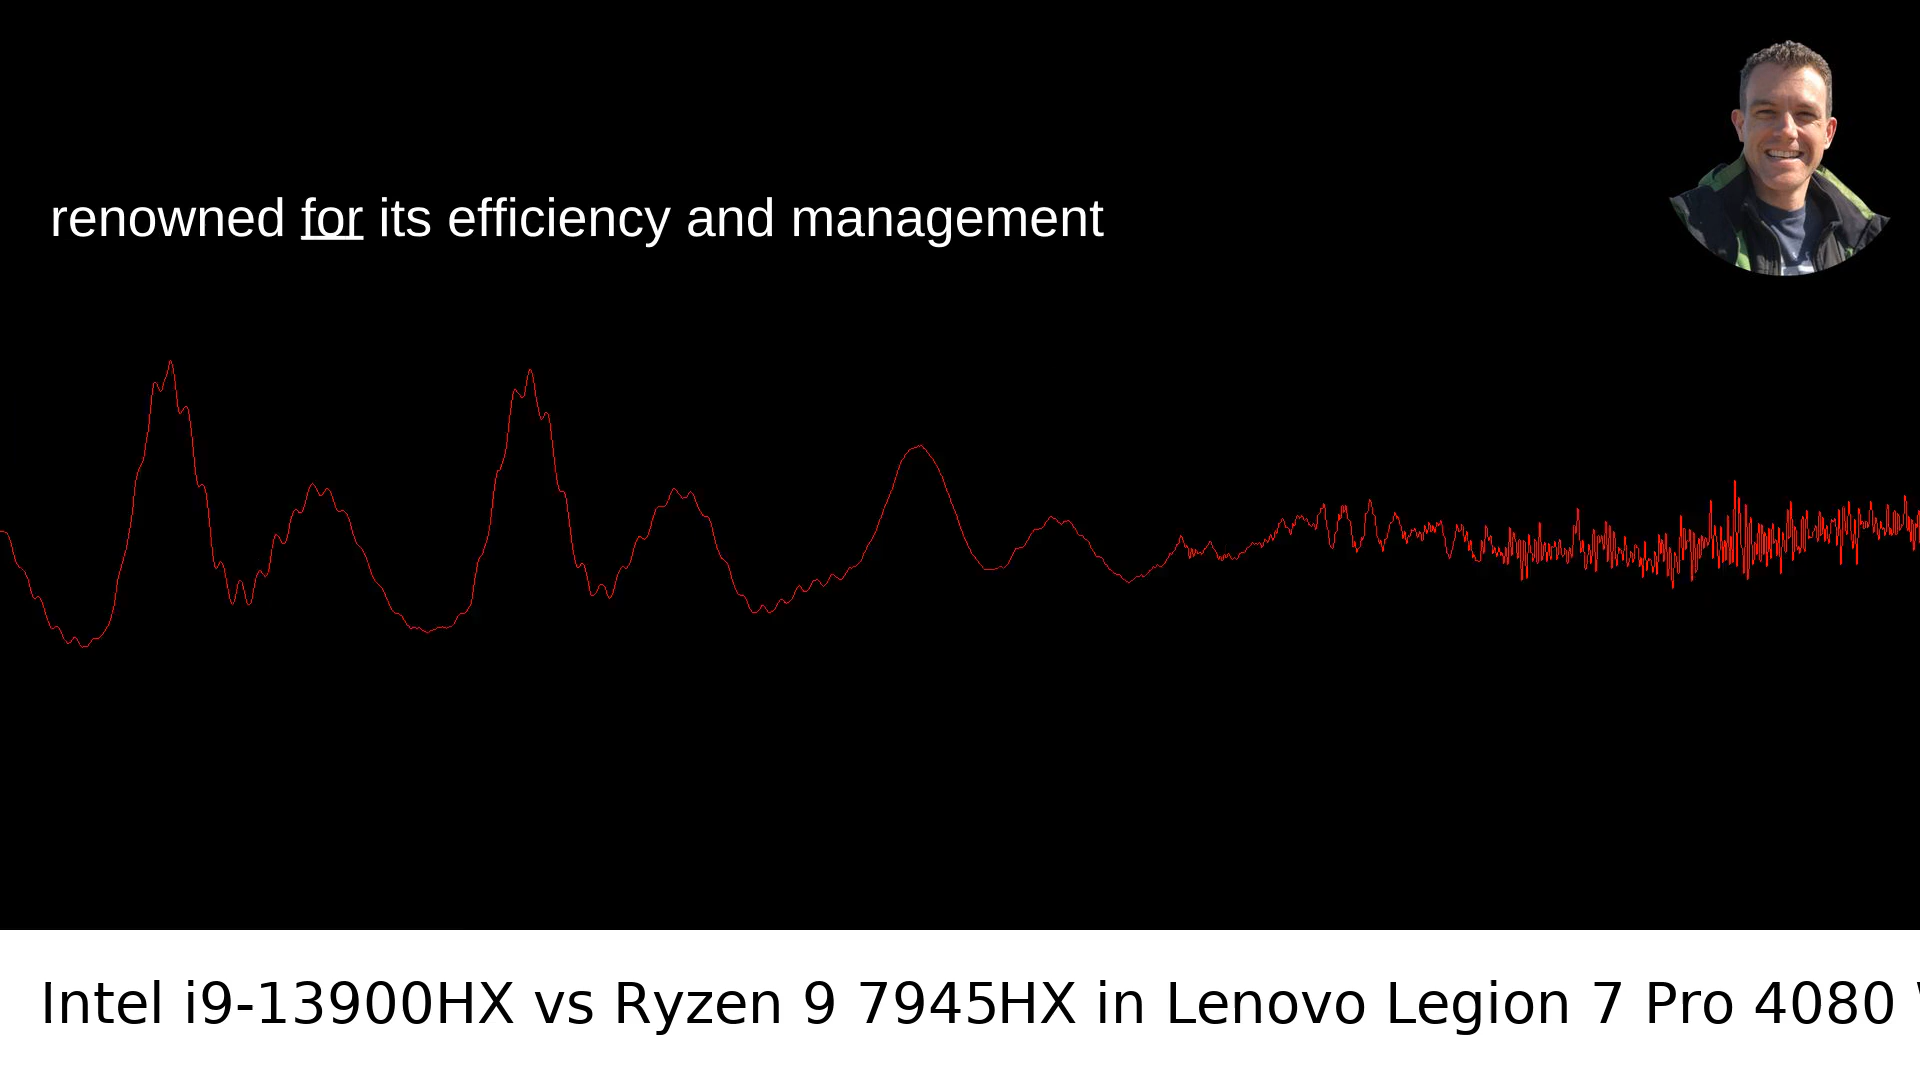 renowned for its efficiency and management
Intel i9-13900HX vs Ryzen 9 7945HX in Lenovo Legion 7 Pro 4080